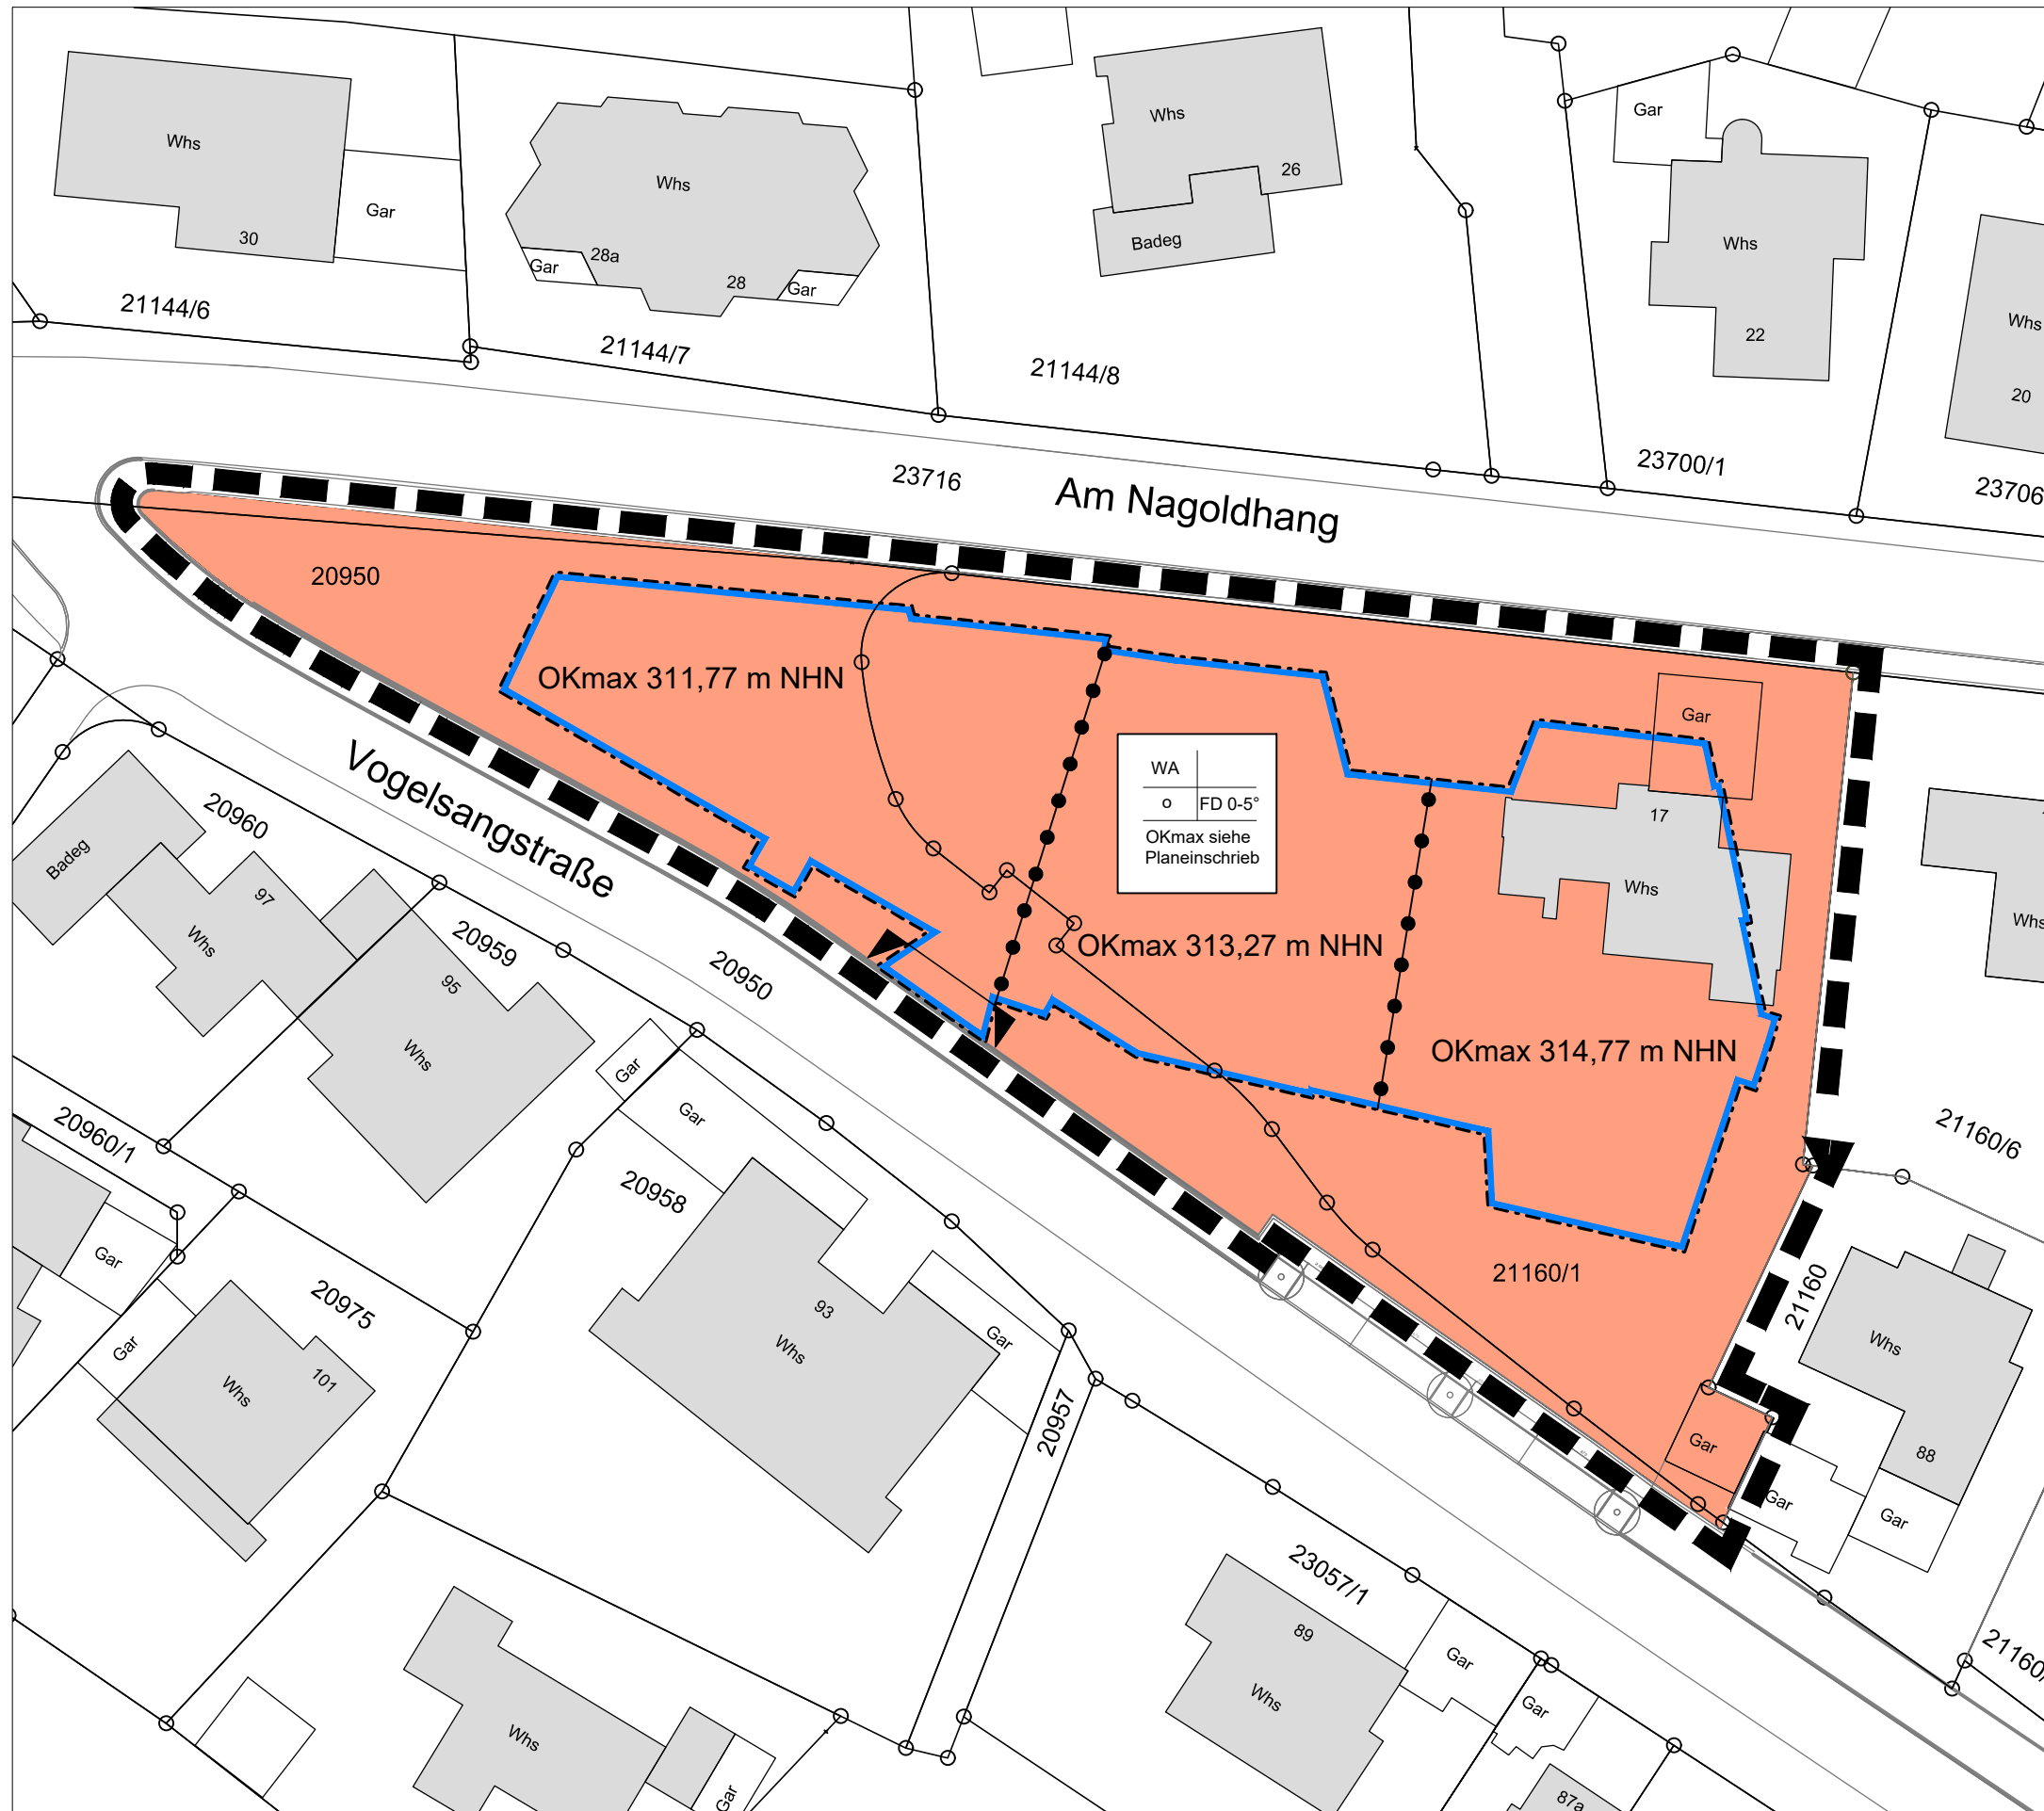 Whs
30
Gar
21144/6
Whs
28a
28
Gar
Gar
21144/7
Whs
26
Badeg
21144/8
Gar
Whs
22
23700/1
Whs
20
23706
23716
Am Nagoldhang
20950
OKmax 311,77 m NHN
WA
o
FD 0-5°
OKmax siehe
Planeinschrieb
OKmax 313,27 m NHN
Gar
17
Whs
OKmax 314,77 m NHN
21160/1
Gar
Vogelsangstraße
20950
20960
Badeg
97
Whs
20959
95
Whs
20960/1
Gar
Gar
20958
Gar
Gar
20975
Whs
101
93
Whs
Gar
20957
Whs
21160/6
21160
Whs
88
Gar
Gar
23057/1
89
Whs
Gar
Gar
87a
21160/
Whs
Gar